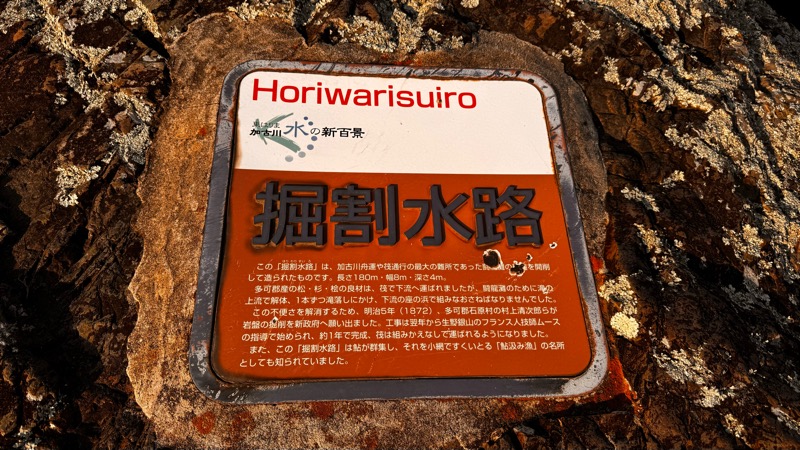 Horiwarisuiro
東はりま
加古川 水の新百景
掘割水路
この「掘割水路」は、加古川舟運や筏通行の最大の難所であった闘 を開削
して造られたものです。長さ180m・幅8m・深さ4m。
多可郡産の松・杉・桧の良材は、筏で下流へ運ばれましたが、闘龍灘のために滝の
上流で解体、1本ずつ滝落しにかけ、下流の座の浜で組みなおさねばなりませんでした。
この不便さを解消するため、明治5年（1872）、多可郡石原村の村上清次郎らが
岩盤の掘削を新政府へ願い出ました。工事は翌年から生野銀山のフランス人技師ムース
の指導で始められ、約1年で完成、筏は組みかえなしで運ばれるようになりました。
また、この「掘割水路」は鮎が群集し、それを小網ですくいとる「鮎汲み漁」の名所
としても知られていました。